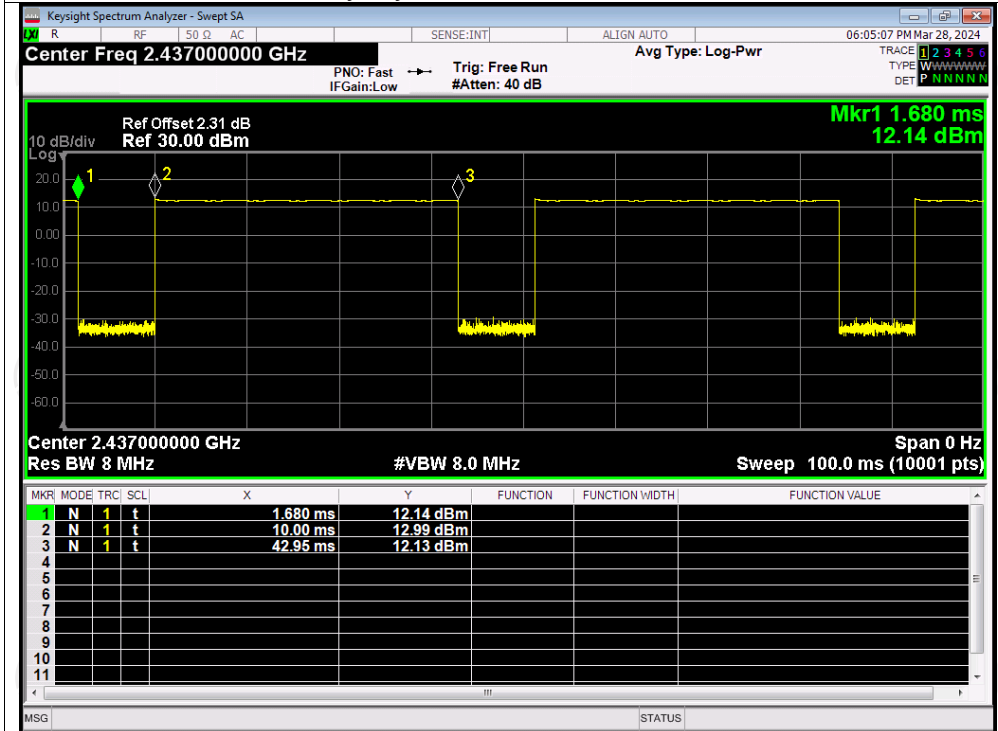 Keysight Spectrum Analyzer - Swept SA
LXI R RF 50 Ω AC SENSE:INT ALIGN AUTO 06:05:07 PM Mar 28, 2024
Center Freq 2.437000000 GHz Avg Type: Log-Pwr TRACE 1 2 3 4 5 6
PNO: Fast Trig: Free Run TYPE WWWWWWW
IFGain:Low #Atten: 40 dB DET P N N N N N
Mkr1 1.680 ms
12.14 dBm
Ref Offset 2.31 dB
10 dB/div Ref 30.00 dBm
Log
1 2 3
20.0
10.0
0.00
-10.0
-20.0
-30.0
-40.0
-50.0
-60.0
Center 2.437000000 GHz Span 0 Hz
Res BW 8 MHz #VBW 8.0 MHz Sweep 100.0 ms (10001 pts)
MKR MODE TRC SCL X Y FUNCTION FUNCTION WIDTH FUNCTION VALUE
1 N 1 t 1.680 ms 12.14 dBm
2 N 1 t 10.00 ms 12.99 dBm
3 N 1 t 42.95 ms 12.13 dBm
4
5
6
7
8
9
10
11
MSG STATUS